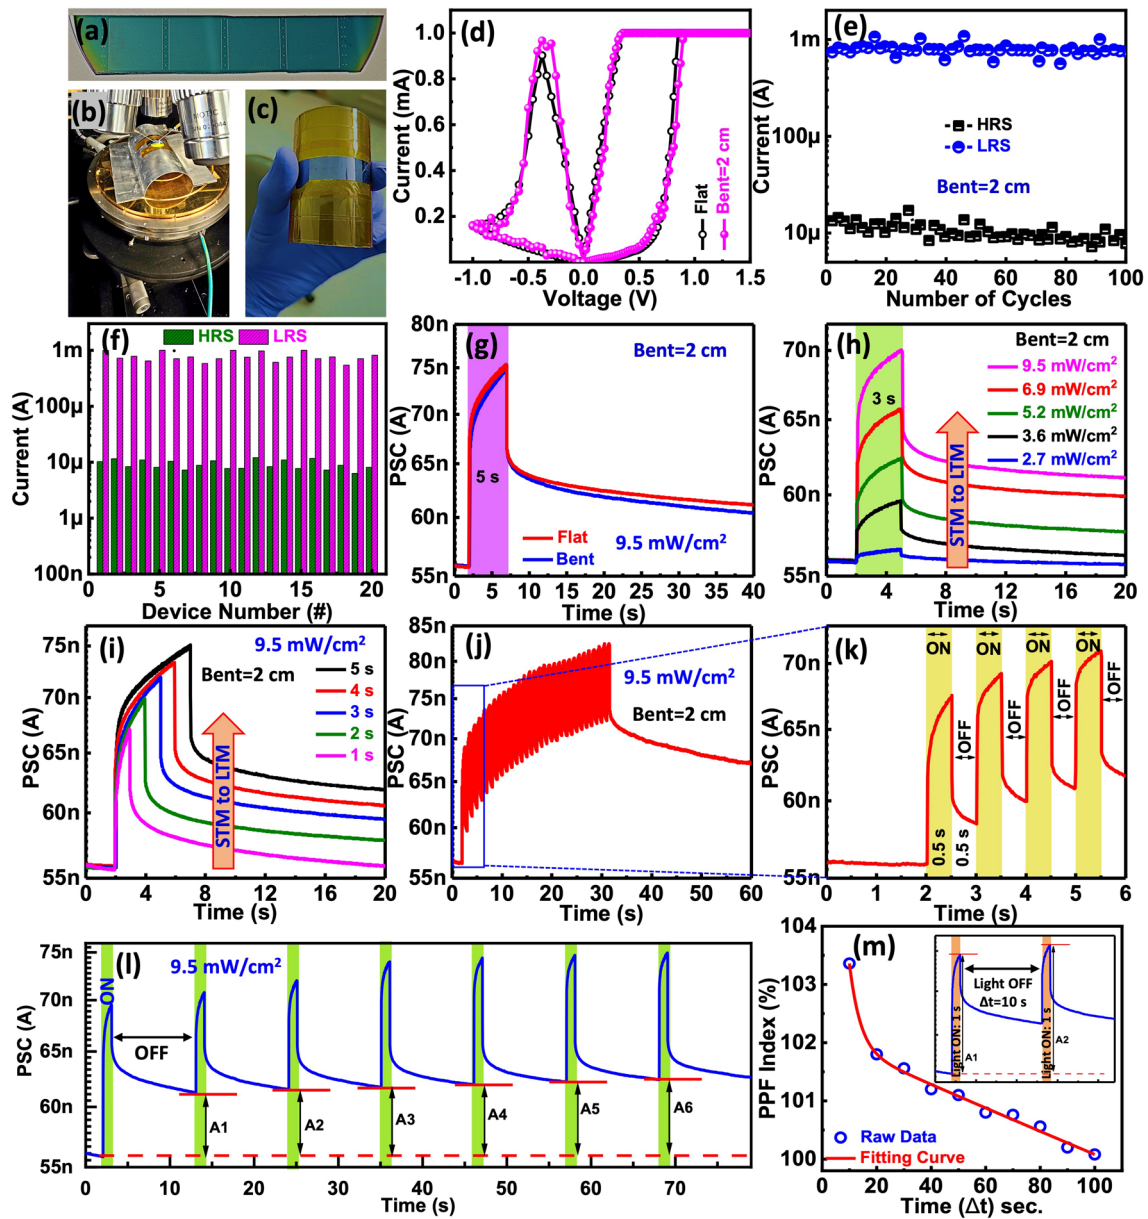 (a)
(b)
MOTIC
(c)
(d)
Current (mA)
1.0
0.8
0.6
0.4
0.2
-1.0 -0.5 0.0 0.5 1.0 1.5
Voltage (V)
Flat
Bent=2 cm
(e)
Current (A)
1m
100µ
10µ
HRS
LRS
Bent=2 cm
0 20 40 60 80 100
Number of Cycles
(f)
HRS LRS
Current (A)
1m
100µ
10µ
1µ
100n
0 5 10 15 20
Device Number (#)
(g)
Bent=2 cm
PSC (A)
80n
75n
70n
65n
60n
55n
5 s
Flat
Bent
9.5 mW/cm²
0 5 10 15 20 25 30 35 40
Time (s)
(h)
Bent=2 cm
9.5 mW/cm²
6.9 mW/cm²
5.2 mW/cm²
3.6 mW/cm²
2.7 mW/cm²
3 s
STM to LTM
PSC (A)
70n
65n
60n
55n
0 4 8 12 16 20
Time (s)
(i)
9.5 mW/cm²
Bent=2 cm
5 s
4 s
3 s
2 s
1 s
STM to LTM
PSC (A)
75n
70n
65n
60n
55n
0 4 8 12 16 20
Time (s)
(j)
9.5 mW/cm²
Bent=2 cm
PSC (A)
85n
80n
75n
70n
65n
60n
55n
0 10 20 30 40 50 60
Time (s)
(k)
ON ON ON ON
OFF OFF OFF OFF
0.5 s 0.5 s
PSC (A)
70n
65n
60n
55n
0 1 2 3 4 5 6
Time (s)
(l)
9.5 mW/cm²
ON
OFF
A1 A2 A3 A4 A5 A6
PSC (A)
75n
70n
65n
60n
55n
0 10 20 30 40 50 60 70
Time (s)
(m)
PPF Index (%)
104
103
102
101
100
Light OFF
Δt=10 s
Light ON: 1 s
A1
Light ON: 1 s
A2
Raw Data
Fitting Curve
0 20 40 60 80 100
Time (Δt) sec.